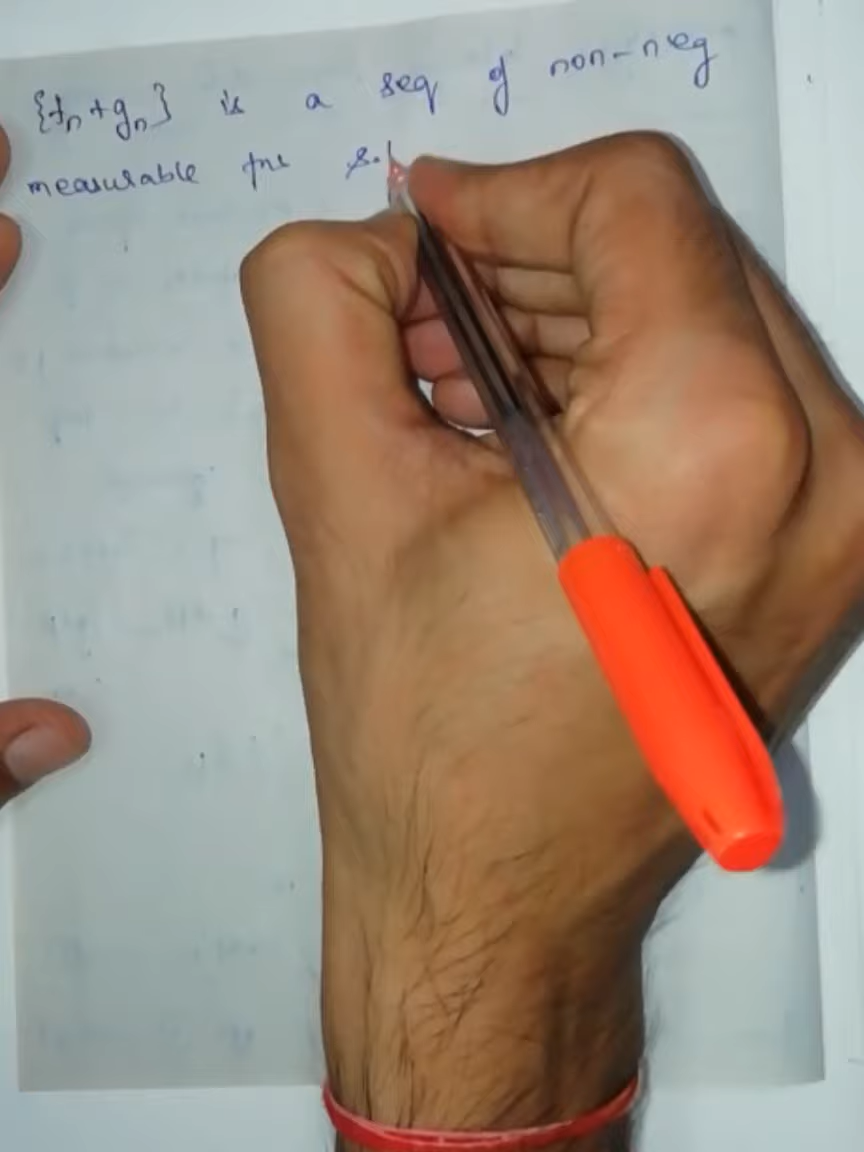 {fn+gn} is a seq of non-neg
measurable fns s.t